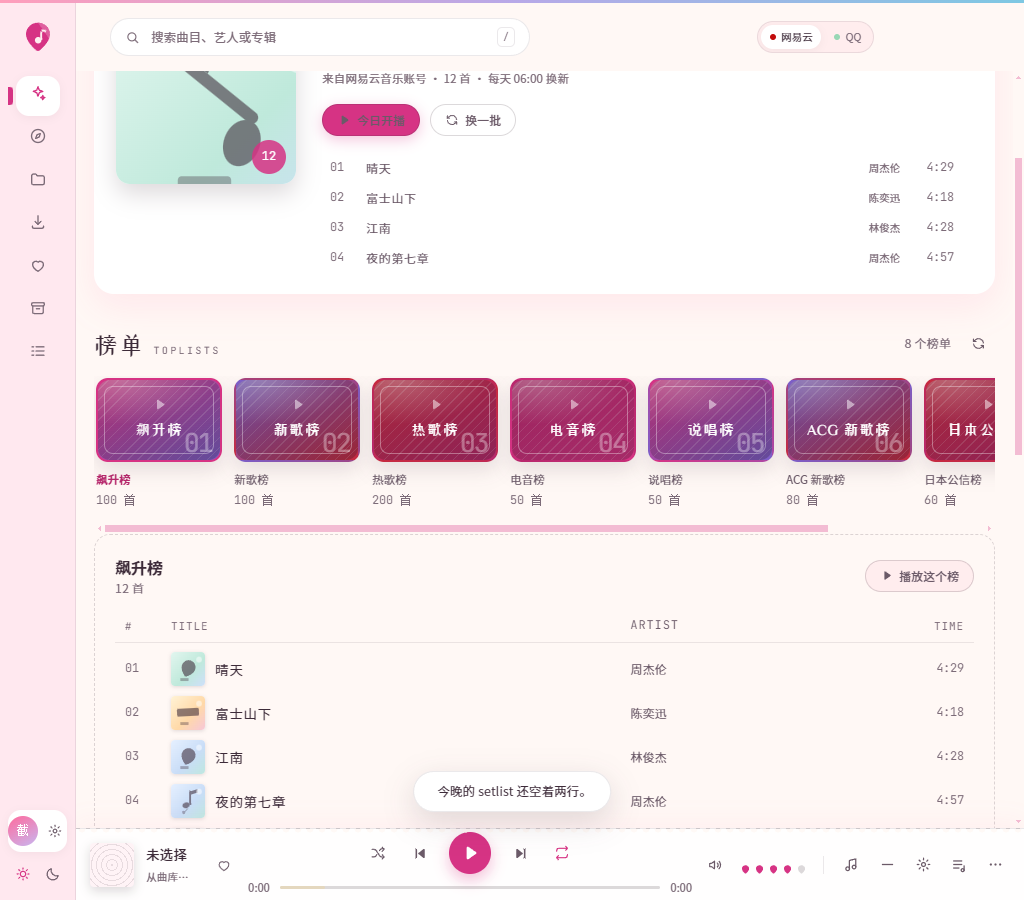 搜索曲目、艺人或专辑 /
网易云 QQ
来自网易云音乐账号 · 12 首 · 每天 06:00 换新
今日开播 换一批
12
01 晴天 周杰伦 4:29
02 富士山下 陈奕迅 4:18
03 江南 林俊杰 4:28
04 夜的第七章 周杰伦 4:57
榜单 TOPLISTS 8 个榜单
飙升榜 01 新歌榜 02 热歌榜 03 电音榜 04 说唱榜 05 ACG 新歌榜 06 日本公
飙升榜 新歌榜 热歌榜 电音榜 说唱榜 ACG 新歌榜 日本公信榜
100 首 100 首 200 首 50 首 50 首 80 首 60 首
飙升榜
12 首
播放这个榜
# TITLE ARTIST TIME
01 晴天 周杰伦 4:29
02 富士山下 陈奕迅 4:18
03 江南 林俊杰 4:28
04 夜的第七章 周杰伦 4:57
今晚的 setlist 还空着两行。
截
未选择
从曲库…
0:00 0:00